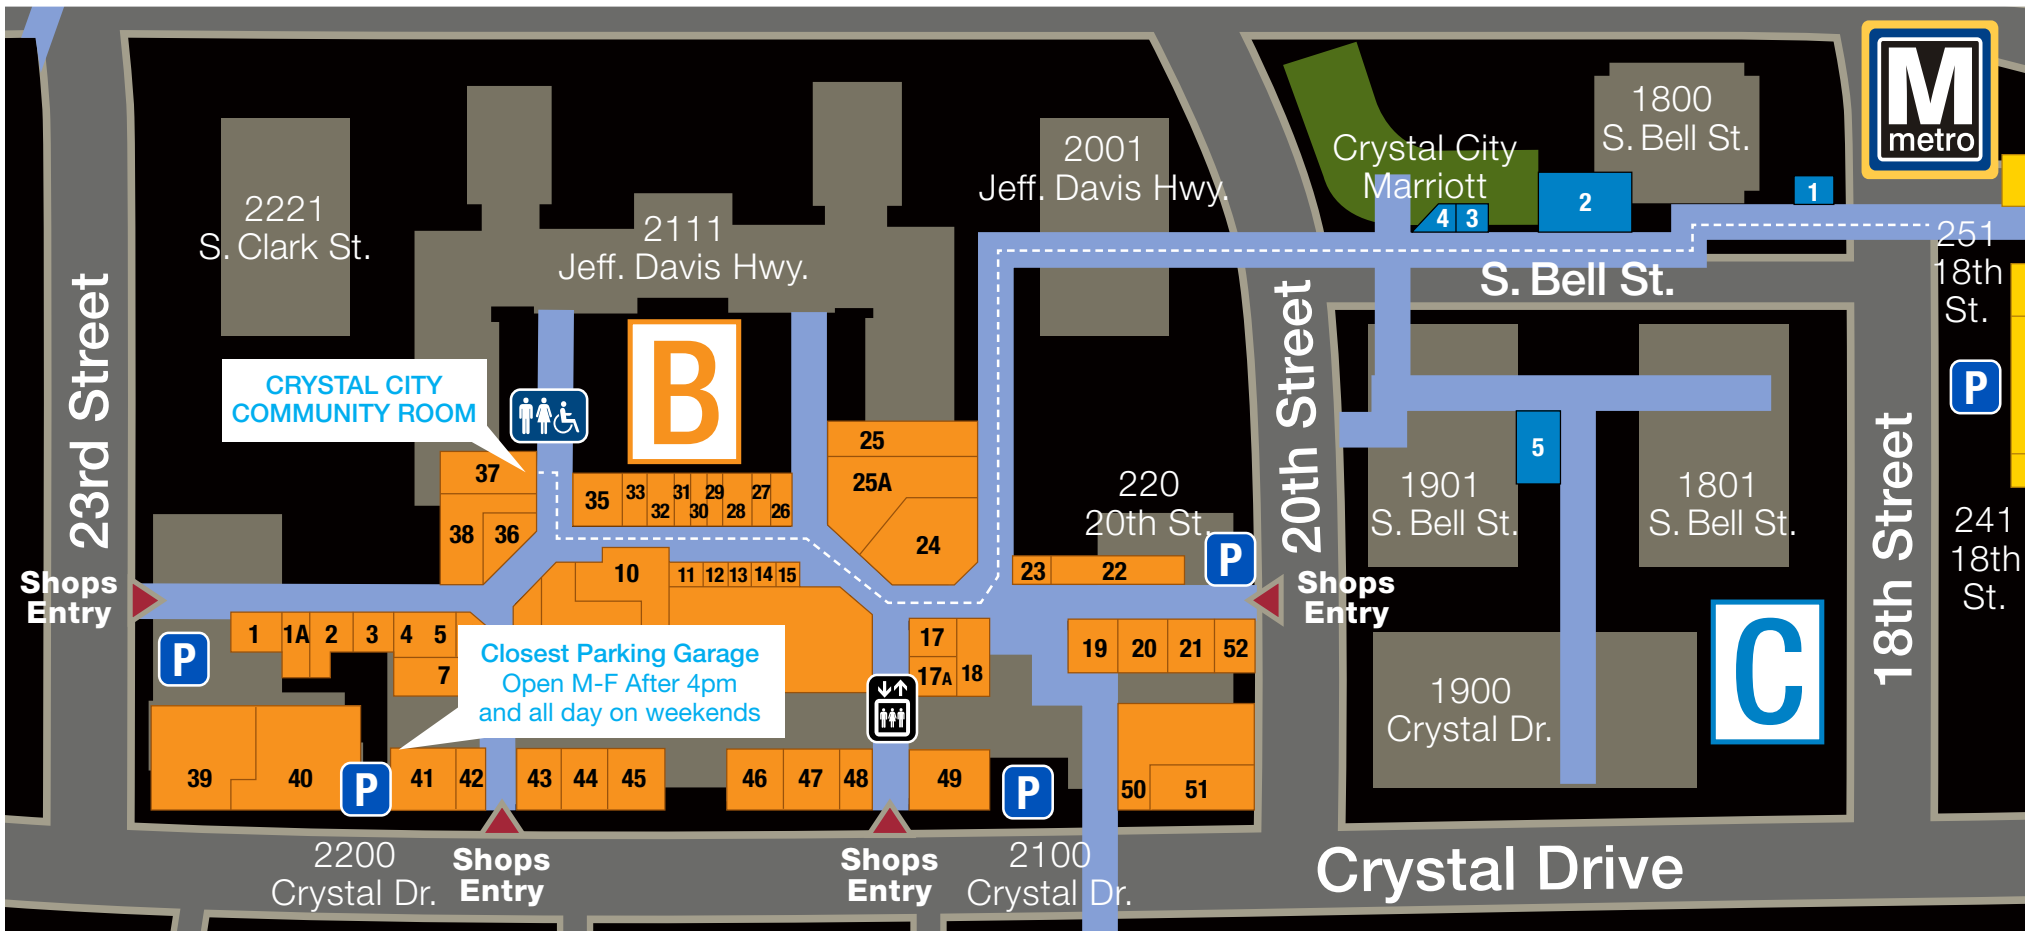 M
metro
1800
S. Bell St.
Crystal City
Marriott
2001
Jeff. Davis Hwy.
2221
S. Clark St.
2111
Jeff. Davis Hwy.
1
2
4
3
251
18th
St.
S. Bell St.
23rd Street
20th Street
18th Street
B
CRYSTAL CITY
COMMUNITY ROOM
P
25
25A
24
37
38
36
35
33
32
31
30
29
28
27
26
5
1901
S. Bell St.
1801
S. Bell St.
220
20th St.
P
241
18th
St.
10
11
12
13
14
15
23
22
Shops
Entry
Shops
Entry
1
1A
2
3
4
5
7
P
Closest Parking Garage
Open M-F After 4pm
and all day on weekends
17
17A
18
19
20
21
52
C
1900
Crystal Dr.
39
40
P
41
42
43
44
45
46
47
48
49
P
50
51
2200
Crystal Dr.
Shops
Entry
Shops
Entry
2100
Crystal Dr.
Crystal Drive